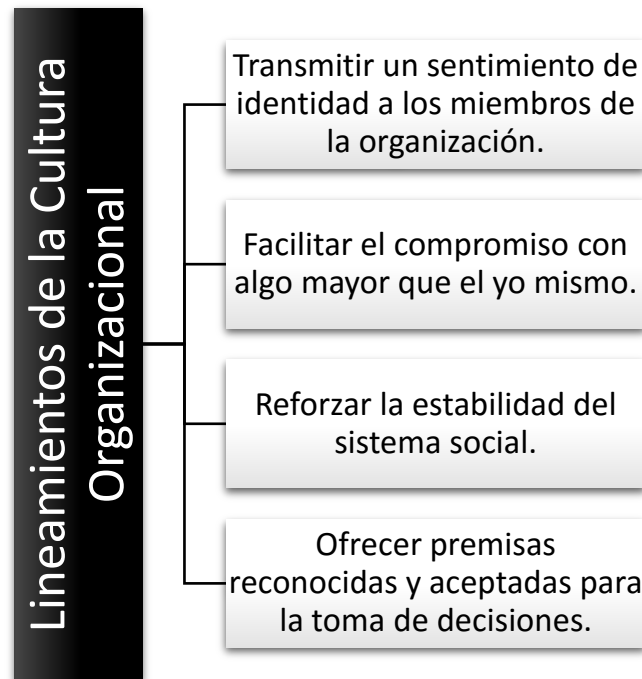 Lineamientos de la Cultura
Organizacional
Transmitir un sentimiento de
identidad a los miembros de
la organización.
Facilitar el compromiso con
algo mayor que el yo mismo.
Reforzar la estabilidad del
sistema social.
Ofrecer premisas
reconocidas y aceptadas para
la toma de decisiones.